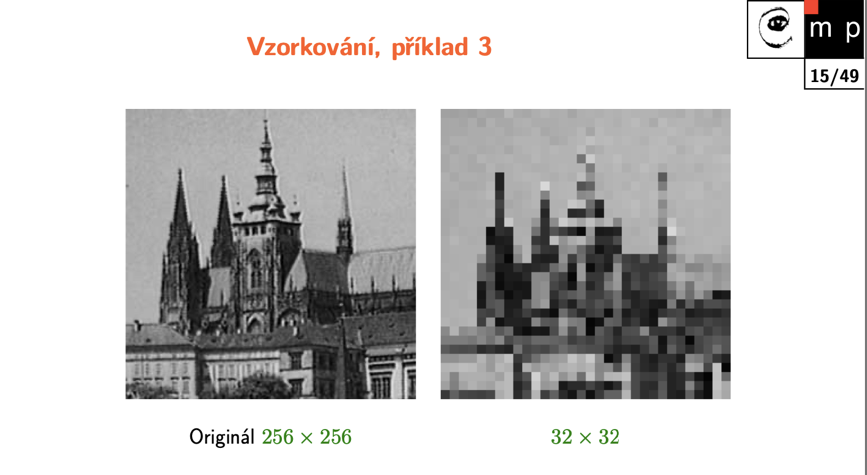 Vzorkování, příklad 3
m p
15/49
Originál 256 × 256
32 × 32